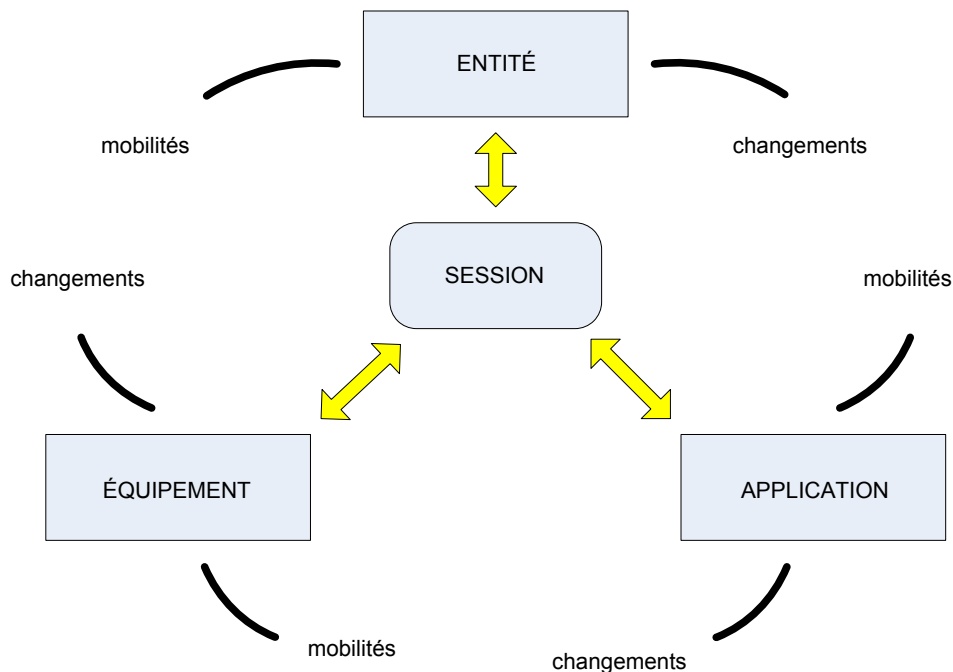 ENTITÉ
mobilités
changements
changements
SESSION
mobilités
ÉQUIPEMENT
APPLICATION
mobilités
changements